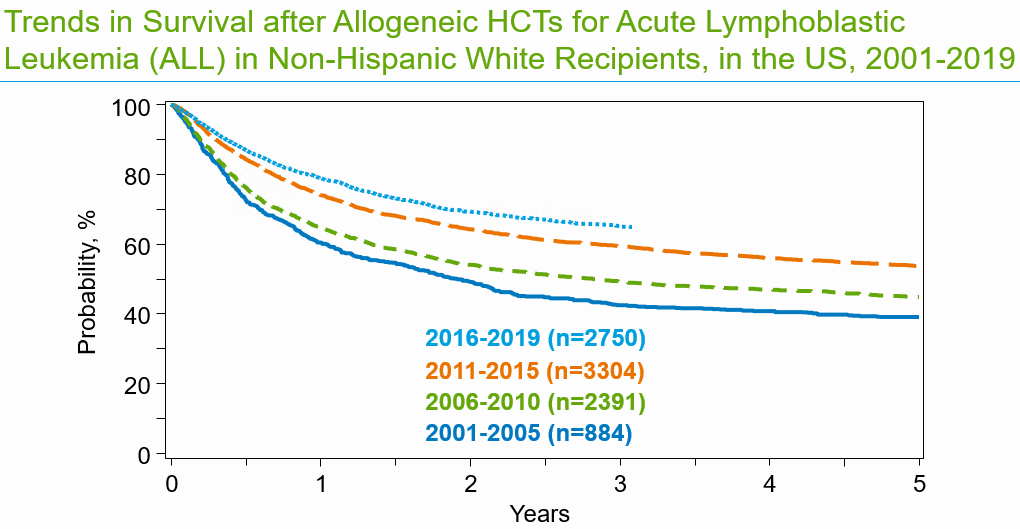 Trends in Survival after Allogeneic HCTs for Acute Lymphoblastic
Leukemia (ALL) in Non-Hispanic White Recipients, in the US, 2001-2019
100
80
60
40
20
0
Probability, %
2016-2019 (n=2750)
2011-2015 (n=3304)
2006-2010 (n=2391)
2001-2005 (n=884)
0 1 2 3 4 5
Years